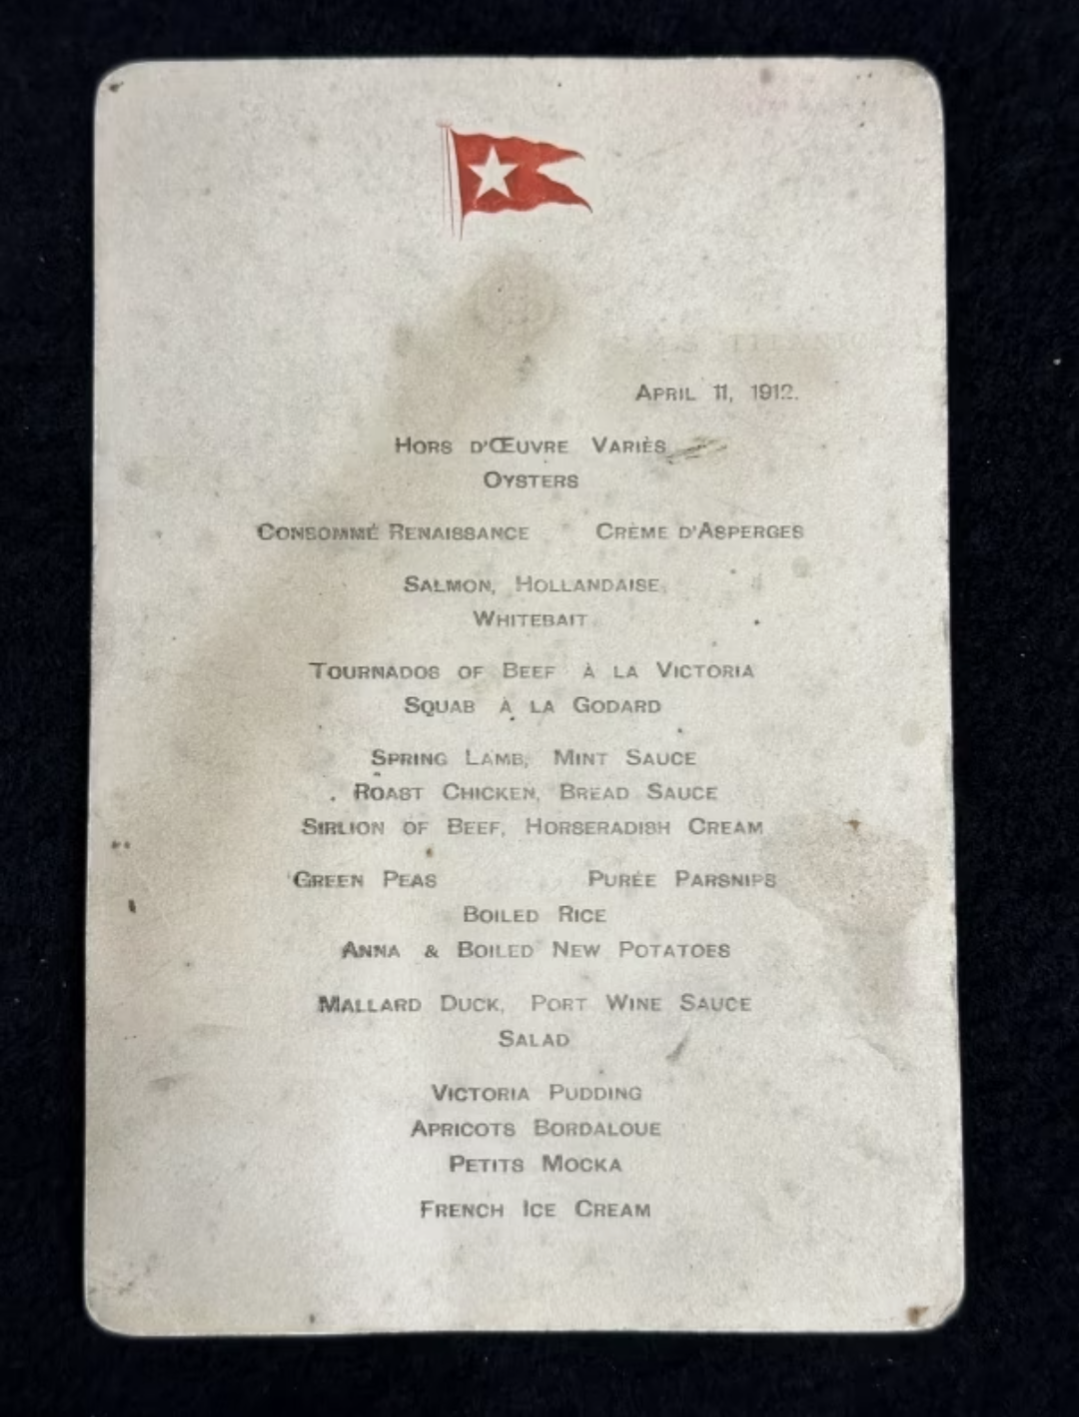 R.M.S. TITANIC
APRIL 11, 1912.
HORS D'ŒUVRE VARIÈS
OYSTERS
CONSOMMÉ RENAISSANCE CRÈME D'ASPERGES
SALMON, HOLLANDAISE
WHITEBAIT
TOURNADOS OF BEEF À LA VICTORIA
SQUAB À LA GODARD
SPRING LAMB, MINT SAUCE
ROAST CHICKEN, BREAD SAUCE
SIRLION OF BEEF, HORSERADISH CREAM
GREEN PEAS PURÉE PARSNIPS
BOILED RICE
ANNA & BOILED NEW POTATOES
MALLARD DUCK, PORT WINE SAUCE
SALAD
VICTORIA PUDDING
APRICOTS BORDALOUE
PETITS MOCKA
FRENCH ICE CREAM